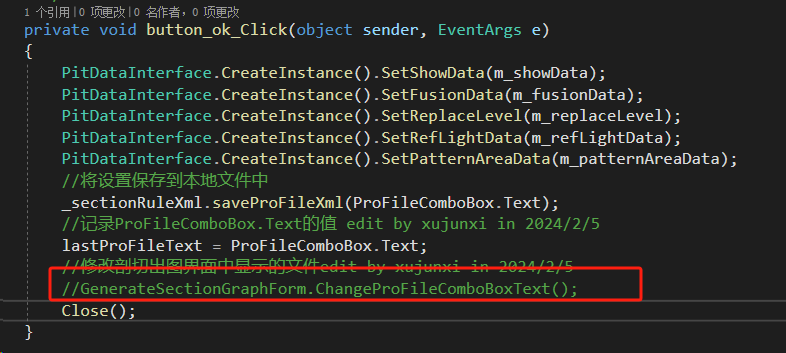 1 个引用|0 项更改|0 名作者，0 项更改
private void button_ok_Click(object sender, EventArgs e)
{
PitDataInterface.CreateInstance().SetShowData(m_showData);
PitDataInterface.CreateInstance().SetFusionData(m_fusionData);
PitDataInterface.CreateInstance().SetReplaceLevel(m_replaceLevel);
PitDataInterface.CreateInstance().SetRefLightData(m_refLightData);
PitDataInterface.CreateInstance().SetPatternAreaData(m_patternAreaData);
//将设置保存到本地文件中
_sectionRuleXml.saveProFileXml(ProFileComboBox.Text);
//记录ProFileComboBox.Text的值 edit by xujunxi in 2024/2/5
lastProFileText = ProFileComboBox.Text;
//修改剖切出图界面中显示的文件edit by xujunxi in 2024/2/5
//GenerateSectionGraphForm.ChangeProFileComboBoxText();
Close();
}